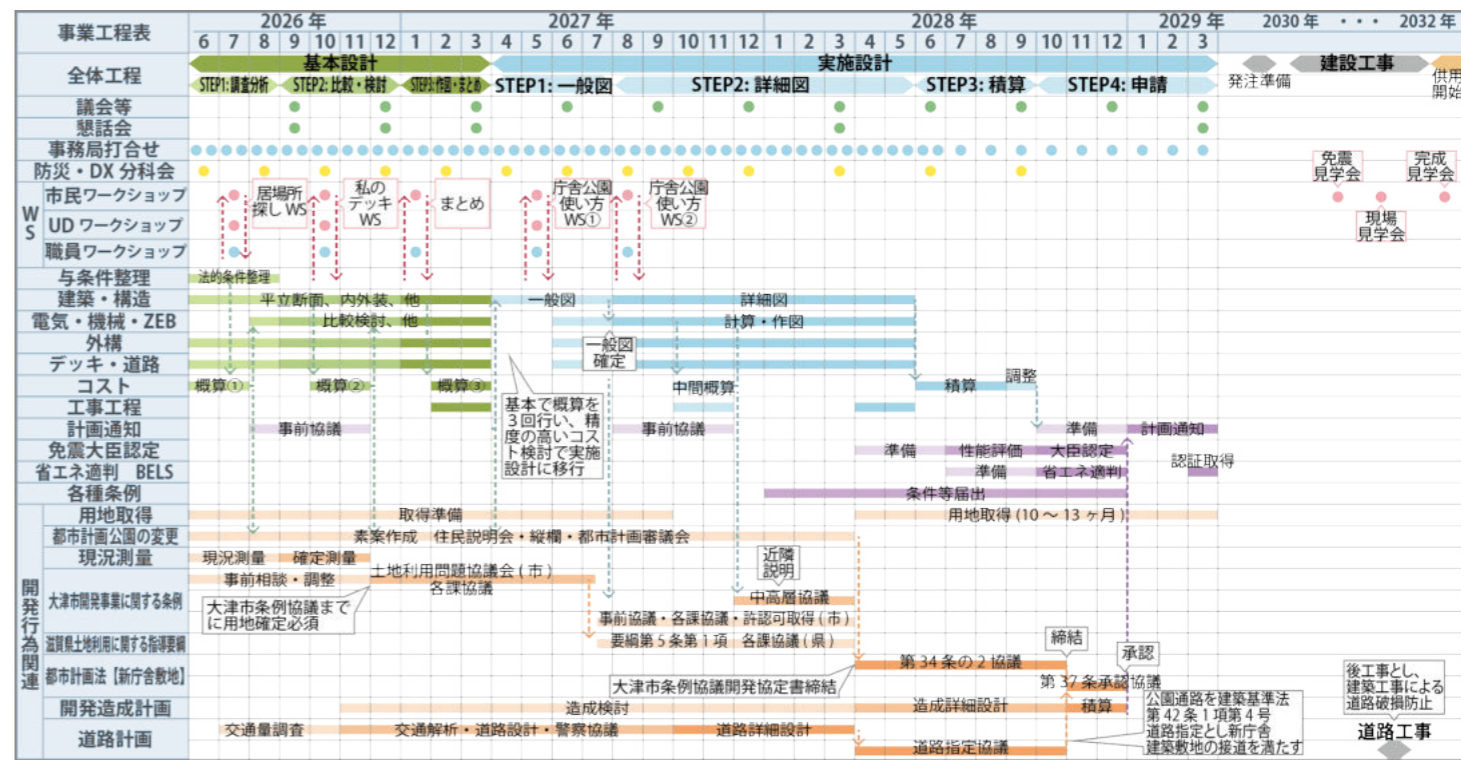 事業工程表
2026年 2027年 2028年 2029年 2030年 ・・・ 2032年
6 7 8 9 10 11 12 1 2 3 4 5 6 7 8 9 10 11 12 1 2 3 4 5 6 7 8 9 10 11 12 1 2 3
全体工程
基本設計 実施設計 建設工事
STEP1:調査分析 STEP2:比較・検討 STEP3:作図・まとめ STEP1:一般図 STEP2:詳細図 STEP3:積算 STEP4:申請
発注準備
供用
開始
議会等
懇話会
事務局打合せ
防災・DX分科会
WS
市民ワークショップ
UDワークショップ
職員ワークショップ
居場所
探しWS
私の
デッキ
WS
まとめ
庁舎公園
使い方
WS①
庁舎公園
使い方
WS②
免震
見学会
現場
見学会
完成
見学会
与条件整理 法的条件整理
建築・構造 平立断面、内外装、他 一般図 詳細図
電気・機械・ZEB 比較検討、他 計算・作図
外構
一般図
確定
デッキ・道路
コスト 概算① 概算② 概算③ 中間概算 積算 調整
工事工程
基本で概算を
3回行い、精
度の高いコス
ト検討で実施
設計に移行
計画通知 事前協議 事前協議 準備 計画通知
免震大臣認定 準備 性能評価 大臣認定
省エネ適判 BELS 準備 省エネ適判 認証取得
各種条例 条件等届出
開発行為関連
用地取得 取得準備 用地取得(10〜13ヶ月)
都市計画公園の変更 素案作成 住民説明会・縦覧・都市計画審議会
現況測量 現況測量 確定測量
近隣
説明
大津市開発事業に関する条例
事前相談・調整 土地利用問題協議会(市)
各課協議
大津市条例協議まで
に用地確定必須
中高層協議
事前協議・各課協議・許認可取得(市)
滋賀県土地利用に関する指導要綱 要綱第5条第1項 各課協議(県)
締結
承認
都市計画法【新庁舎敷地】 第34条の2協議
第37条承認協議
大津市条例協議開発協定書締結
開発造成計画 造成検討 造成詳細設計 積算
公園通路を建築基準法
第42条1項第4号
道路指定とし新庁舎
建築敷地の接道を満たす
後工事とし、
建築工事による
道路破損防止
道路計画 交通量調査 交通解析・道路設計・警察協議 道路詳細設計 道路工事
道路指定協議